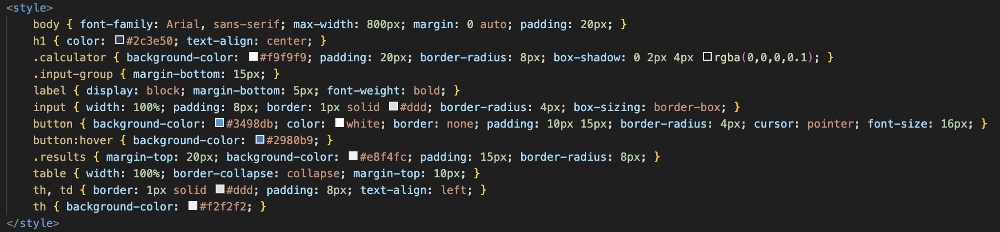 <style>
body { font-family: Arial, sans-serif; max-width: 800px; margin: 0 auto; padding: 20px; }
h1 { color: #2c3e50; text-align: center; }
.calculator { background-color: #f9f9f9; padding: 20px; border-radius: 8px; box-shadow: 0 2px 4px rgba(0,0,0,0.1); }
.input-group { margin-bottom: 15px; }
label { display: block; margin-bottom: 5px; font-weight: bold; }
input { width: 100%; padding: 8px; border: 1px solid #ddd; border-radius: 4px; box-sizing: border-box; }
button { background-color: #3498db; color: white; border: none; padding: 10px 15px; border-radius: 4px; cursor: pointer; font-size: 16px; }
button:hover { background-color: #2980b9; }
.results { margin-top: 20px; background-color: #e8f4fc; padding: 15px; border-radius: 8px; }
table { width: 100%; border-collapse: collapse; margin-top: 10px; }
th, td { border: 1px solid #ddd; padding: 8px; text-align: left; }
th { background-color: #f2f2f2; }
</style>